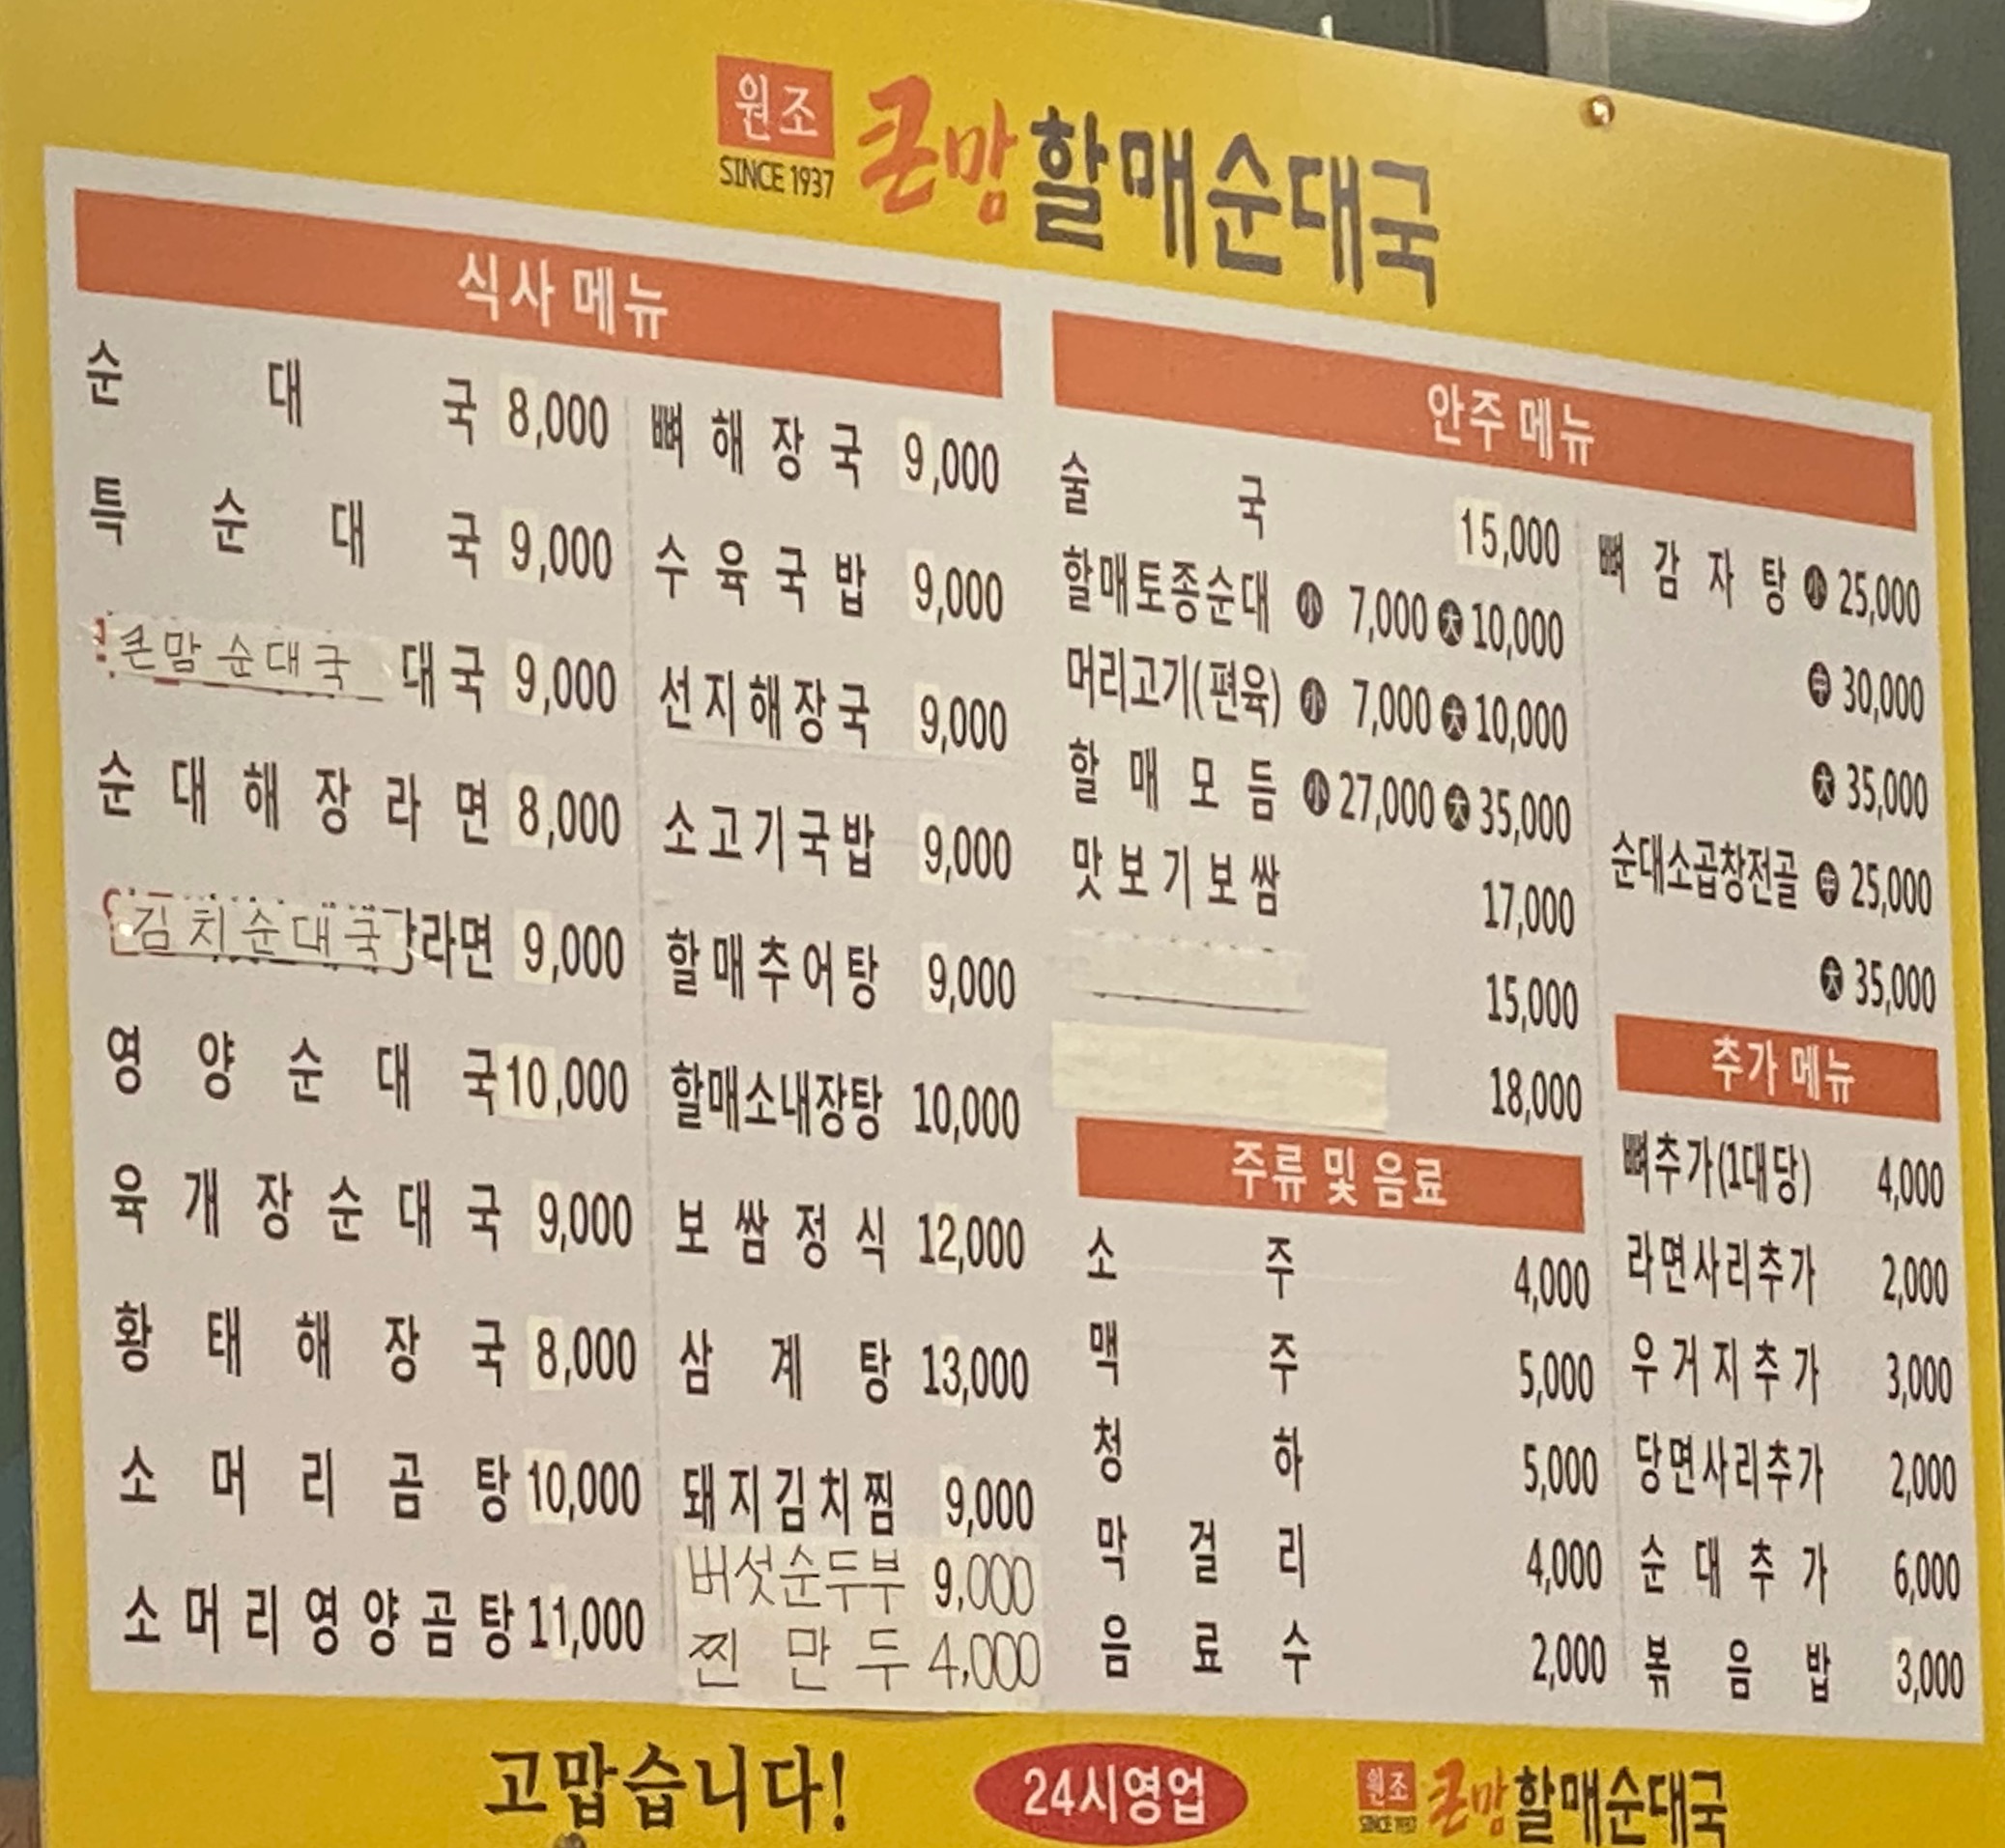 원조
SINCE 1937
큰맘할매순대국
식사 메뉴
순대국 8,000
특순대국 9,000
큰맘순대국 대국 9,000
순대해장라면 8,000
김치순대국 라면 9,000
영양순대국 10,000
육개장순대국 9,000
황태해장국 8,000
소머리곰탕 10,000
소머리영양곰탕 11,000
뼈해장국 9,000
수육국밥 9,000
선지해장국 9,000
소고기국밥 9,000
할매추어탕 9,000
할매소내장탕 10,000
보쌈정식 12,000
삼계탕 13,000
돼지김치찜 9,000
버섯순두부 9,000
찐만두 4,000
안주 메뉴
술국 15,000
할매토종순대 小 7,000 大 10,000
머리고기(편육) 小 7,000 大 10,000
할매모듬 小 27,000 大 35,000
맛보기보쌈 17,000
15,000
18,000
뼈감자탕 小 25,000
中 30,000
大 35,000
순대소곱창전골 中 25,000
大 35,000
주류 및 음료
소주 4,000
맥주 5,000
청하 5,000
막걸리 4,000
음료수 2,000
추가 메뉴
뼈추가(1대당) 4,000
라면사리추가 2,000
우거지추가 3,000
당면사리추가 2,000
순대추가 6,000
볶음밥 3,000
고맙습니다!
24시영업
원조
SINCE 1937
큰맘할매순대국